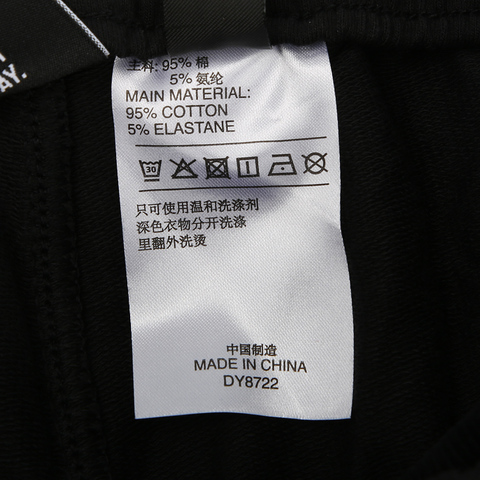 AY.
主料: 95% 棉
5% 氨纶
MAIN MATERIAL:
95% COTTON
5% ELASTANE
30
只可使用温和洗涤剂
深色衣物分开洗涤
里翻外洗烫
中国制造
MADE IN CHINA
DY8722